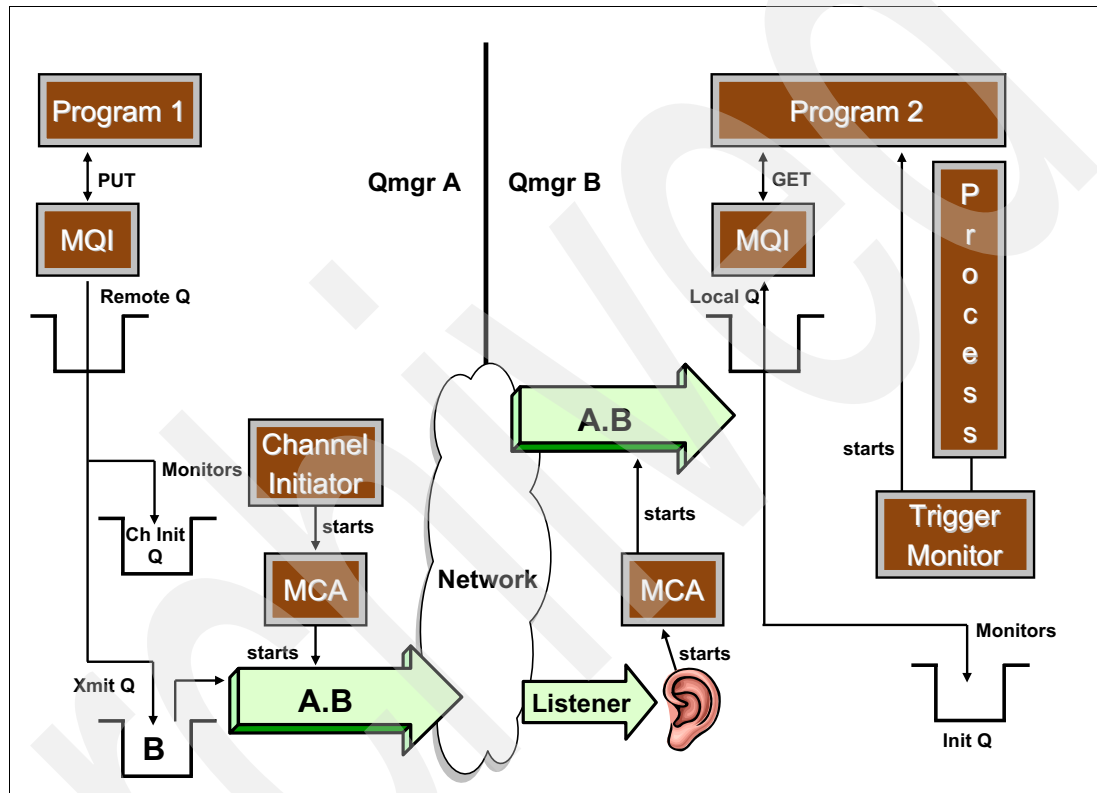 Program 1
PUT
MQI
Remote Q
Monitors
Channel
Initiator
Ch Init
Q
starts
MCA
starts
Xmit Q
B
A.B
Qmgr A
Qmgr B
Network
A.B
Listener
starts
MCA
starts
Program 2
GET
MQI
Local Q
starts
P
r
o
c
e
s
s
Trigger
Monitor
Monitors
Init Q